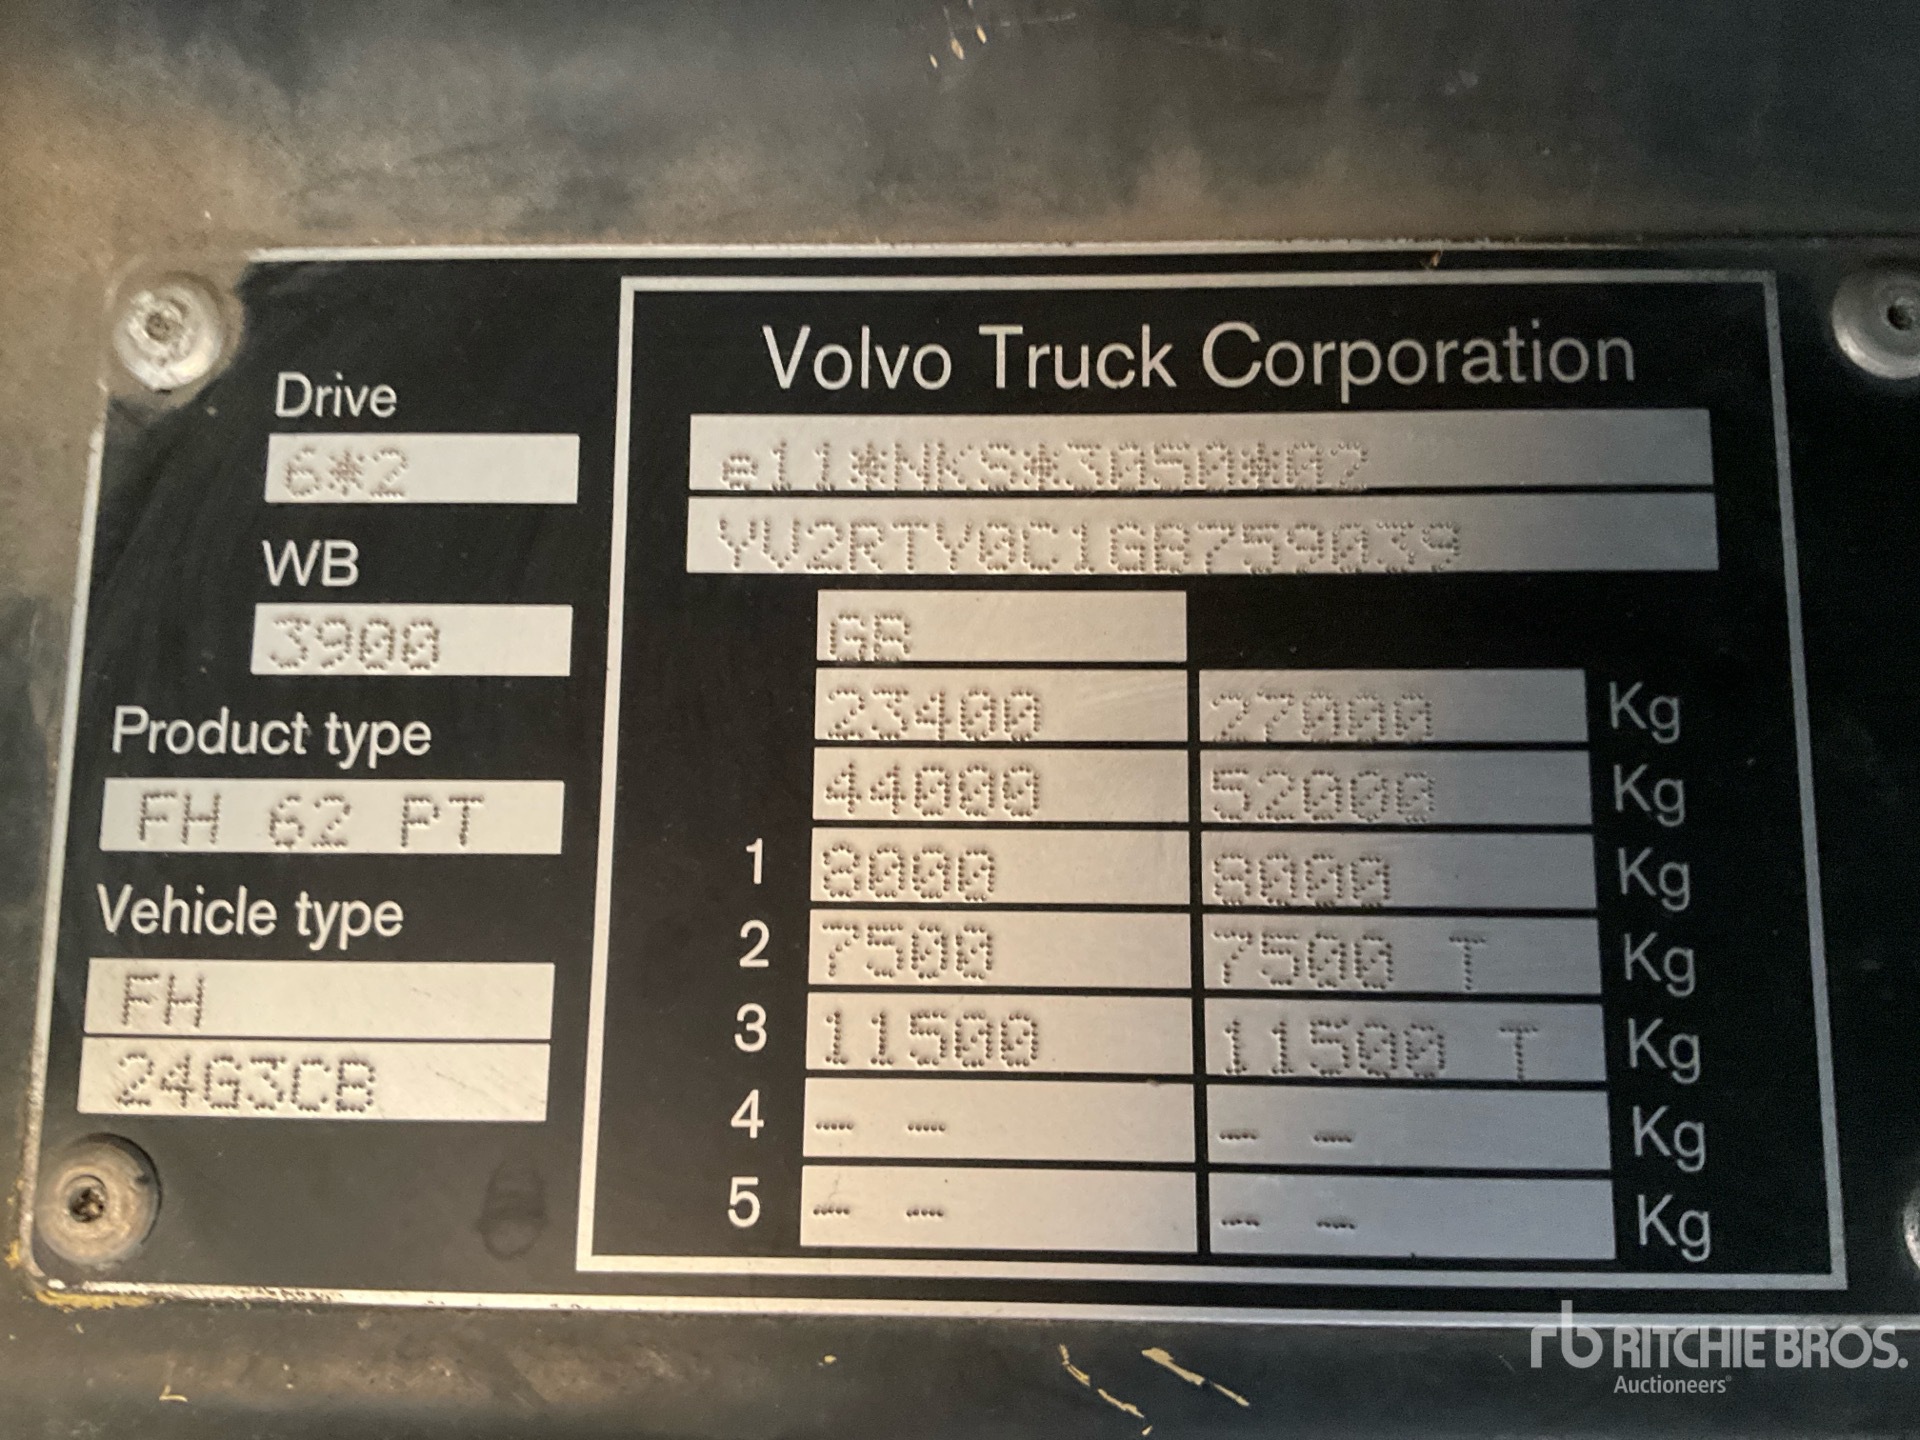 Volvo Truck Corporation
e11*NKS*3050*02
YV2RTY0C1GB759039
GB
23400 27000 Kg
44000 52000 Kg
1 8000 8000 Kg
2 7500 7500 T Kg
3 11500 11500 T Kg
4 - - - - Kg
5 - - - - Kg
Drive
6*2
WB
3900
Product type
FH 62 PT
Vehicle type
FH
rb RITCHIE BROS.
Auctioneers